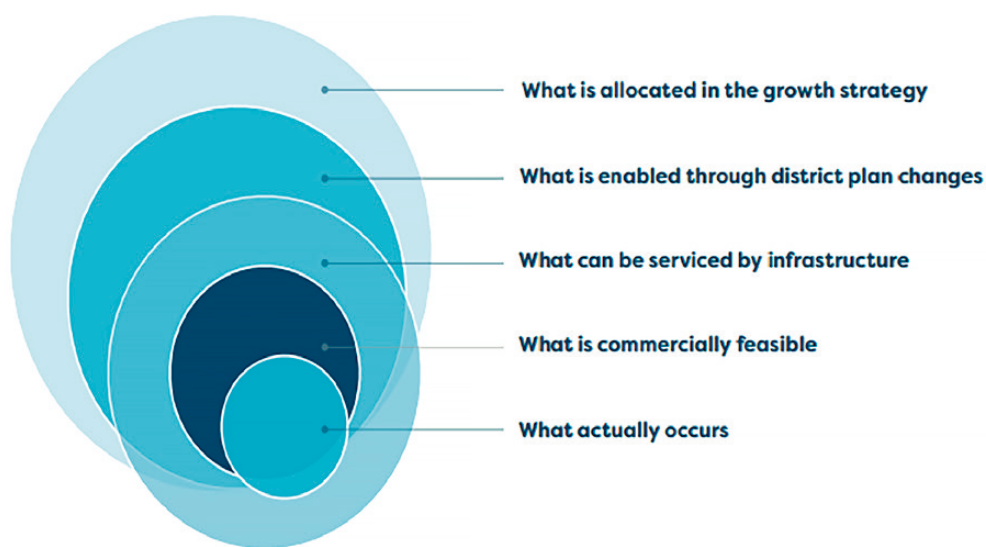 What is allocated in the growth strategy
What is enabled through district plan changes
What can be serviced by infrastructure
What is commercially feasible
What actually occurs